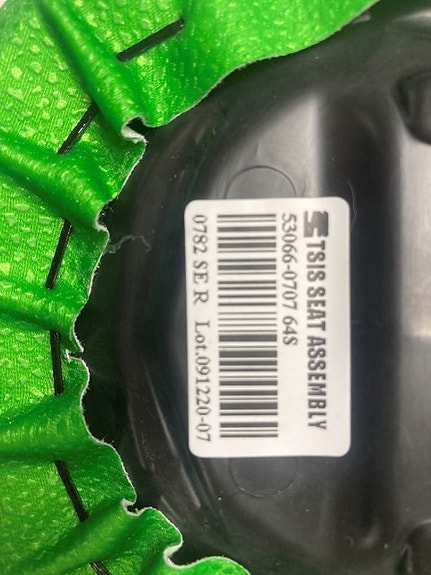 TSIS SEAT ASSEMBLY
53066-0707 64S
0782 SE R Lot.091220-07